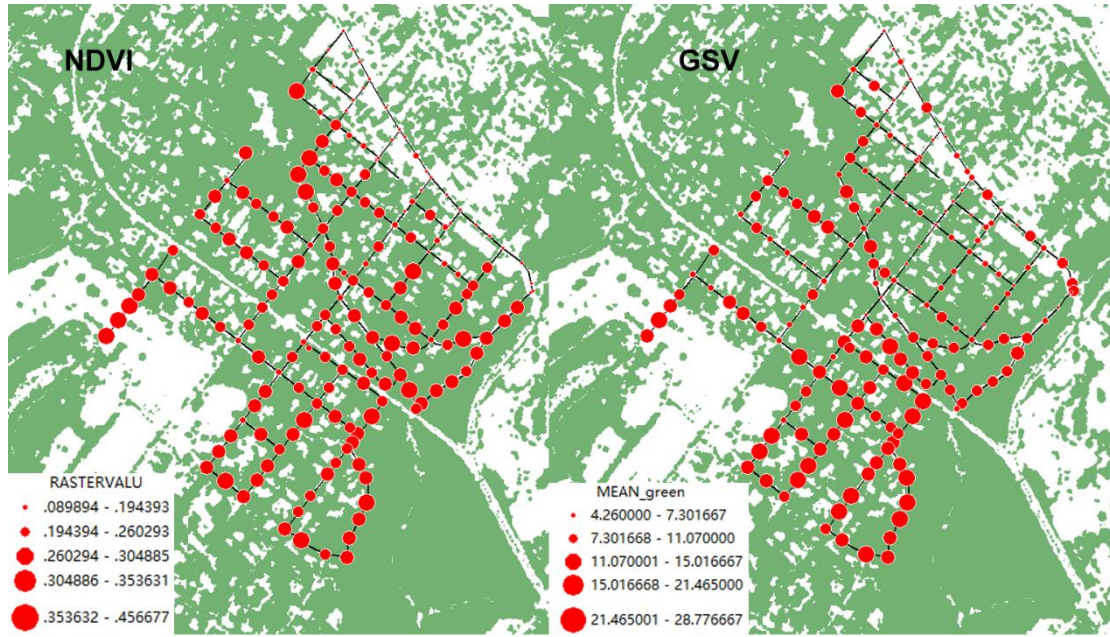 NDVI
GSV
RASTERVALU
.089894 - .194393
.194394 - .260293
.260294 - .304885
.304886 - .353631
.353632 - .456677
MEAN_green
4.260000 - 7.301667
7.301668 - 11.070000
11.070001 - 15.016667
15.016668 - 21.465000
21.465001 - 28.776667